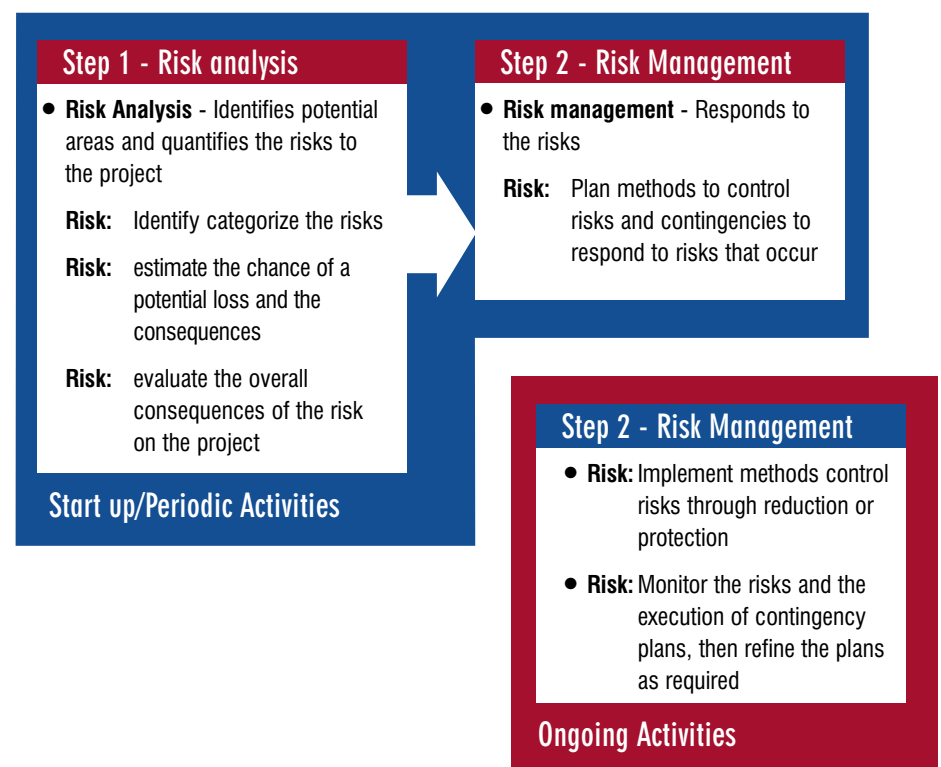 Step 1 - Risk analysis
• Risk Analysis - Identifies potential
areas and quantifies the risks to
the project
Risk: Identify categorize the risks
Risk: estimate the chance of a
potential loss and the
consequences
Risk: evaluate the overall
consequences of the risk
on the project
Start up/Periodic Activities
Step 2 - Risk Management
• Risk management - Responds to
the risks
Risk: Plan methods to control
risks and contingencies to
respond to risks that occur
Step 2 - Risk Management
• Risk: Implement methods control
risks through reduction or
protection
• Risk: Monitor the risks and the
execution of contingency
plans, then refine the plans
as required
Ongoing Activities